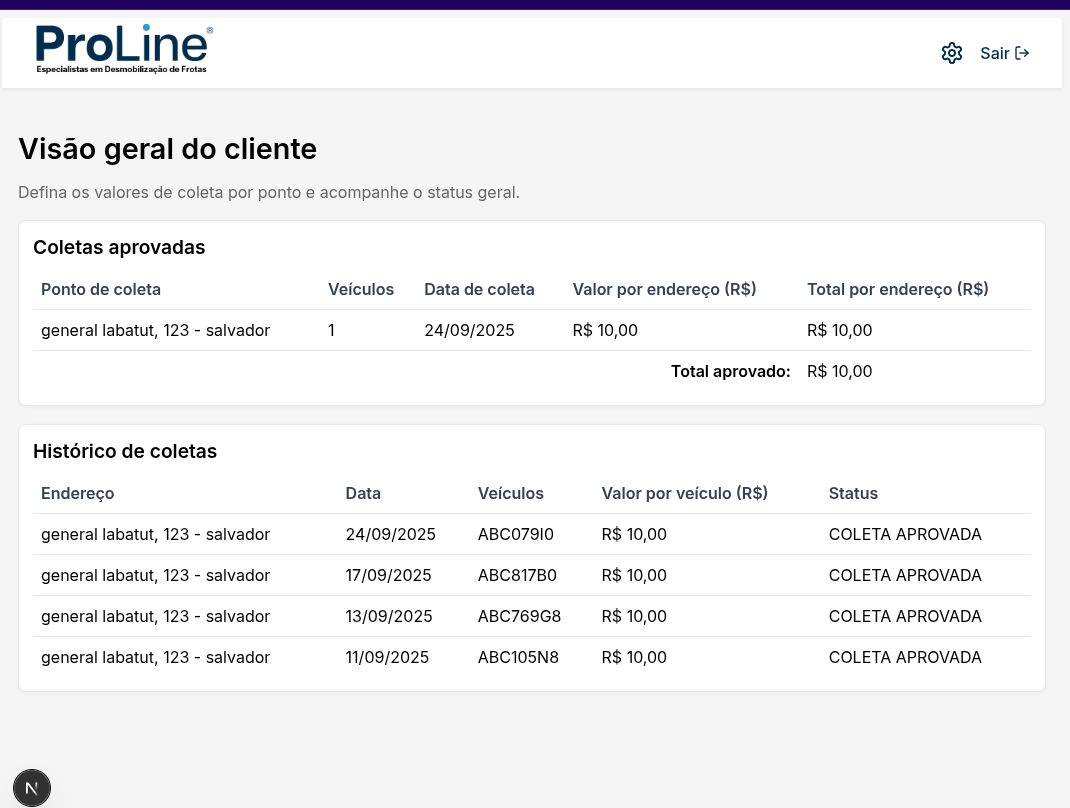 ProLine®
Especialistas em Desmobilização de Frotas
Sair
Visão geral do cliente
Defina os valores de coleta por ponto e acompanhe o status geral.
Coletas aprovadas
Ponto de coleta Veículos Data de coleta Valor por endereço (R$) Total por endereço (R$)
general labatut, 123 - salvador 1 24/09/2025 R$ 10,00 R$ 10,00
Total aprovado: R$ 10,00
Histórico de coletas
Endereço Data Veículos Valor por veículo (R$) Status
general labatut, 123 - salvador 24/09/2025 ABC079I0 R$ 10,00 COLETA APROVADA
general labatut, 123 - salvador 17/09/2025 ABC817B0 R$ 10,00 COLETA APROVADA
general labatut, 123 - salvador 13/09/2025 ABC769G8 R$ 10,00 COLETA APROVADA
general labatut, 123 - salvador 11/09/2025 ABC105N8 R$ 10,00 COLETA APROVADA
N